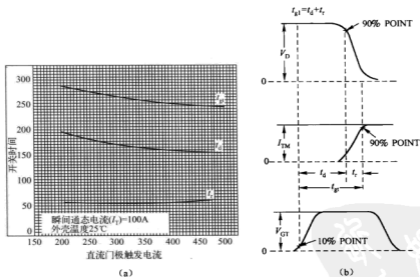 300
250
200
150
100
50
0
开关时间
瞬间通态电流(I_T)=100A
外壳温度25℃
150 200 250 300 350 400 450 500
直流门极触发电流
(a)
t_gt=t_d+t_r
90% POINT
V_D
0
I_TM
90% POINT
0
t_d
t_r
t_gt
V_GT
10% POINT
0
(b)